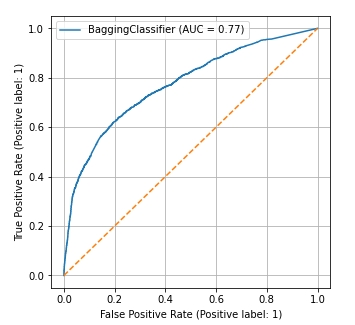 BaggingClassifier (AUC = 0.77)
1.0
0.8
0.6
0.4
0.2
0.0
True Positive Rate (Positive label: 1)
0.0 0.2 0.4 0.6 0.8 1.0
False Positive Rate (Positive label: 1)